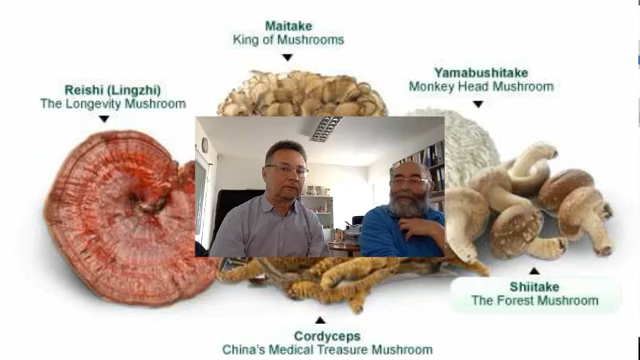 Maitake
King of Mushrooms
Yamabushitake
Monkey Head Mushroom
Reishi (Lingzhi)
The Longevity Mushroom
Shiitake
The Forest Mushroom
Cordyceps
China's Medical Treasure Mushroom